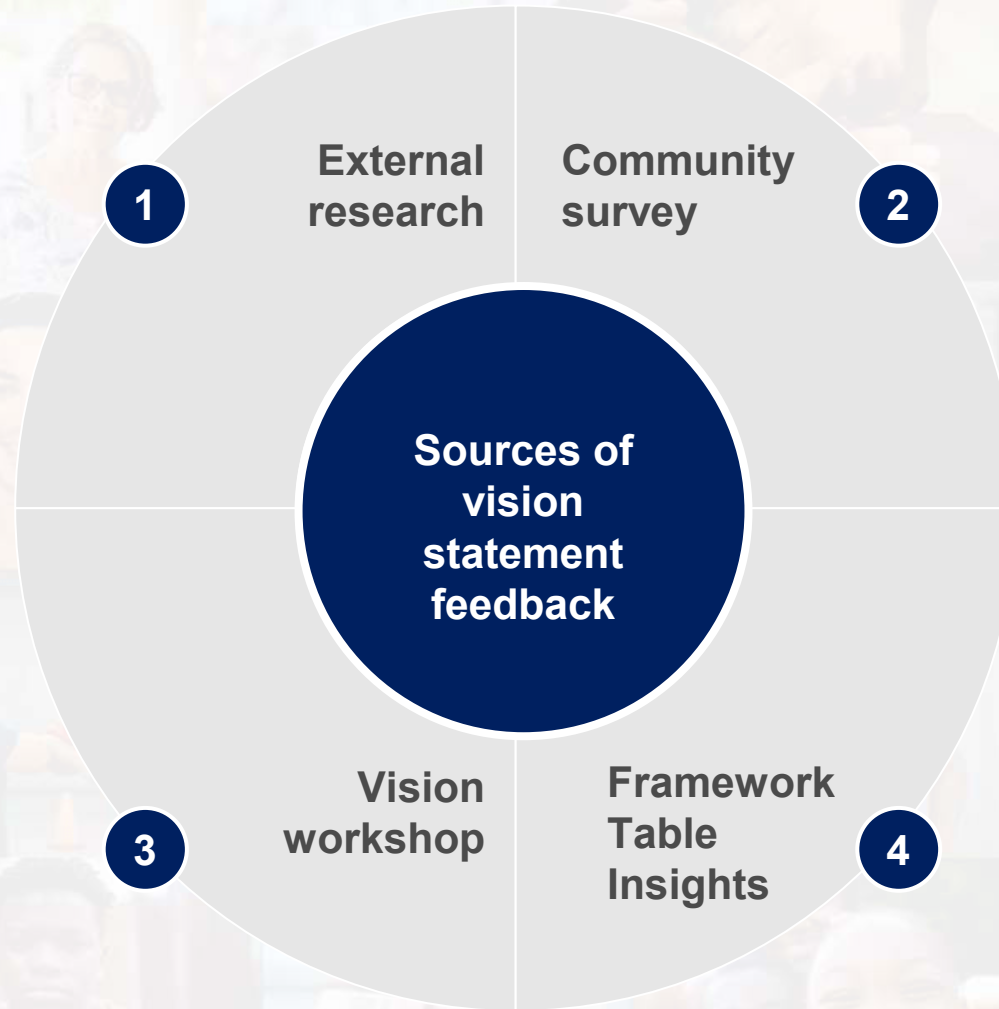 1
External
research
Community
survey
2
Sources of
vision
statement
feedback
3
Vision
workshop
Framework
Table
Insights
4